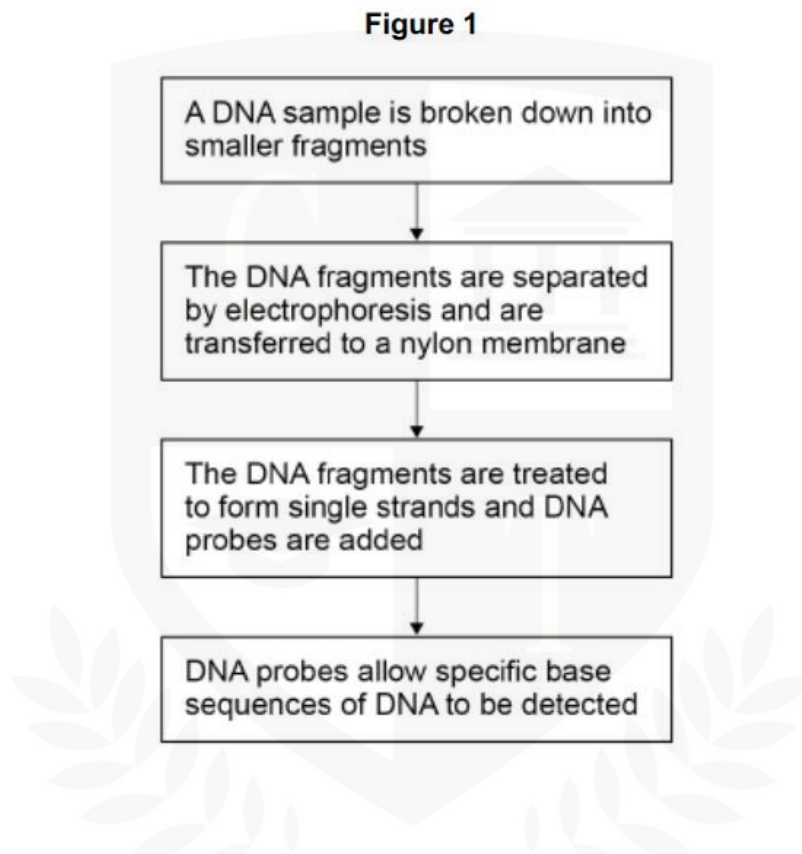 Figure 1
A DNA sample is broken down into
smaller fragments
The DNA fragments are separated
by electrophoresis and are
transferred to a nylon membrane
The DNA fragments are treated
to form single strands and DNA
probes are added
DNA probes allow specific base
sequences of DNA to be detected